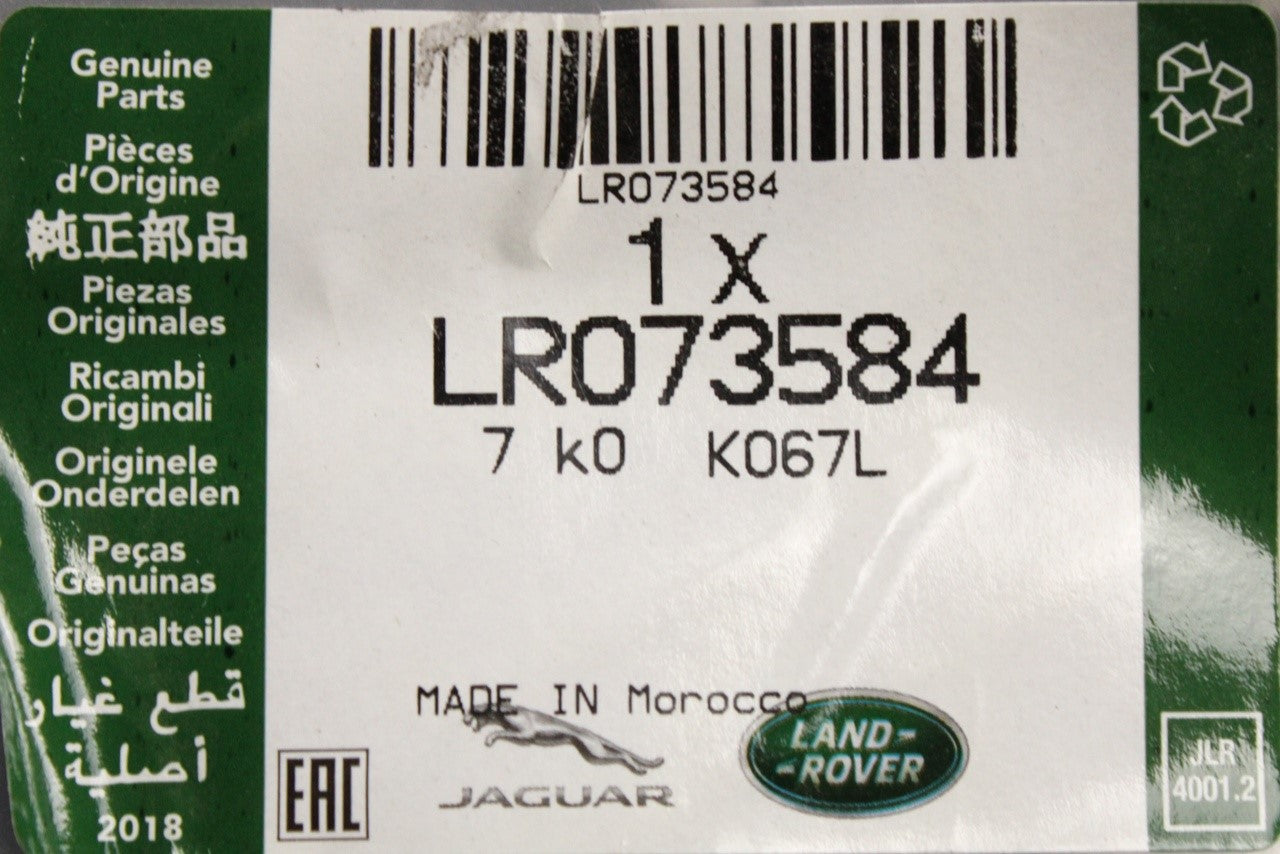 Genuine
Parts
Pièces
d'Origine
純正部品
Piezas
Originales
Ricambi
Originali
Originele
Onderdelen
Peças
Genuinas
Originalteile
قطع غيار
أصلية
2018
LR073584
1 x
LR073584
7 k0 K067L
MADE IN Morocco
EAC
JAGUAR
LAND-
-ROVER
JLR
4001.2